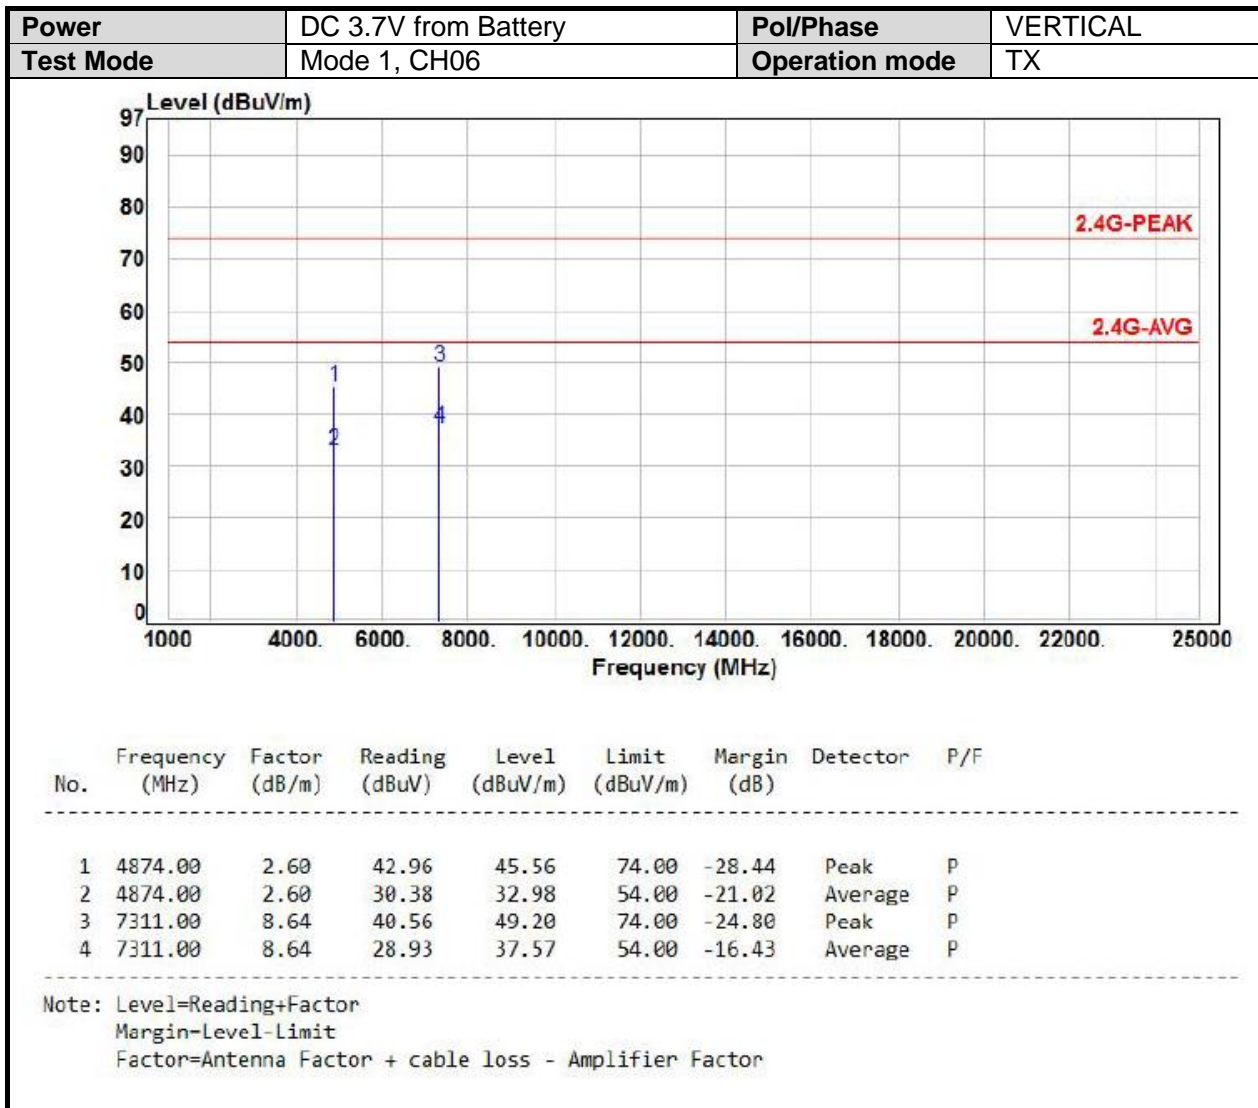 Power DC 3.7V from Battery Pol/Phase VERTICAL
Test Mode Mode 1, CH06 Operation mode TX
Level (dBuV/m)
97
90
80
2.4G-PEAK
70
60
2.4G-AVG
50
3
1
40
4
2
30
20
10
0
1000 4000. 6000. 8000. 10000. 12000. 14000. 16000. 18000. 20000. 22000. 25000
Frequency (MHz)
Frequency Factor Reading Level Limit Margin Detector P/F
No. (MHz) (dB/m) (dBuV) (dBuV/m) (dBuV/m) (dB)
1 4874.00 2.60 42.96 45.56 74.00 -28.44 Peak P
2 4874.00 2.60 30.38 32.98 54.00 -21.02 Average P
3 7311.00 8.64 40.56 49.20 74.00 -24.80 Peak P
4 7311.00 8.64 28.93 37.57 54.00 -16.43 Average P
Note: Level=Reading+Factor
Margin=Level-Limit
Factor=Antenna Factor + cable loss - Amplifier Factor